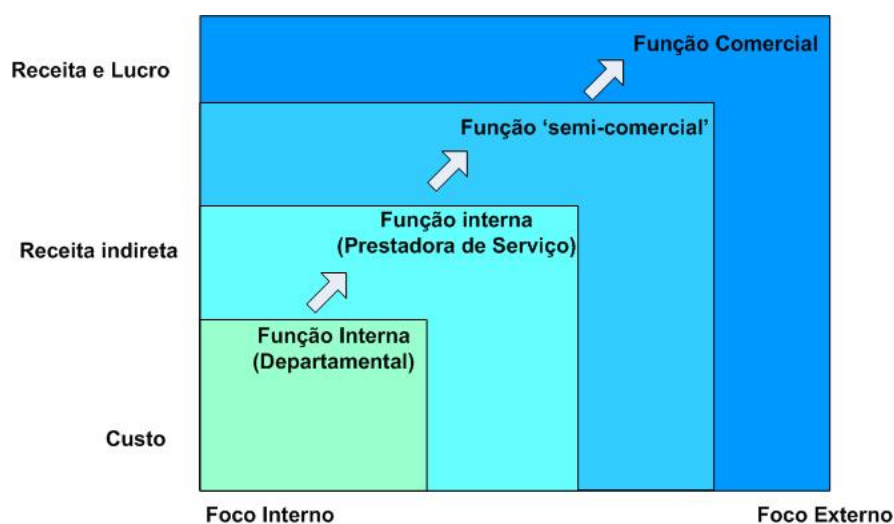 Função Comercial
Receita e Lucro
Função ‘semi-comercial’
Função interna
(Prestadora de Serviço)
Receita indireta
Função Interna
(Departamental)
Custo
Foco Interno
Foco Externo